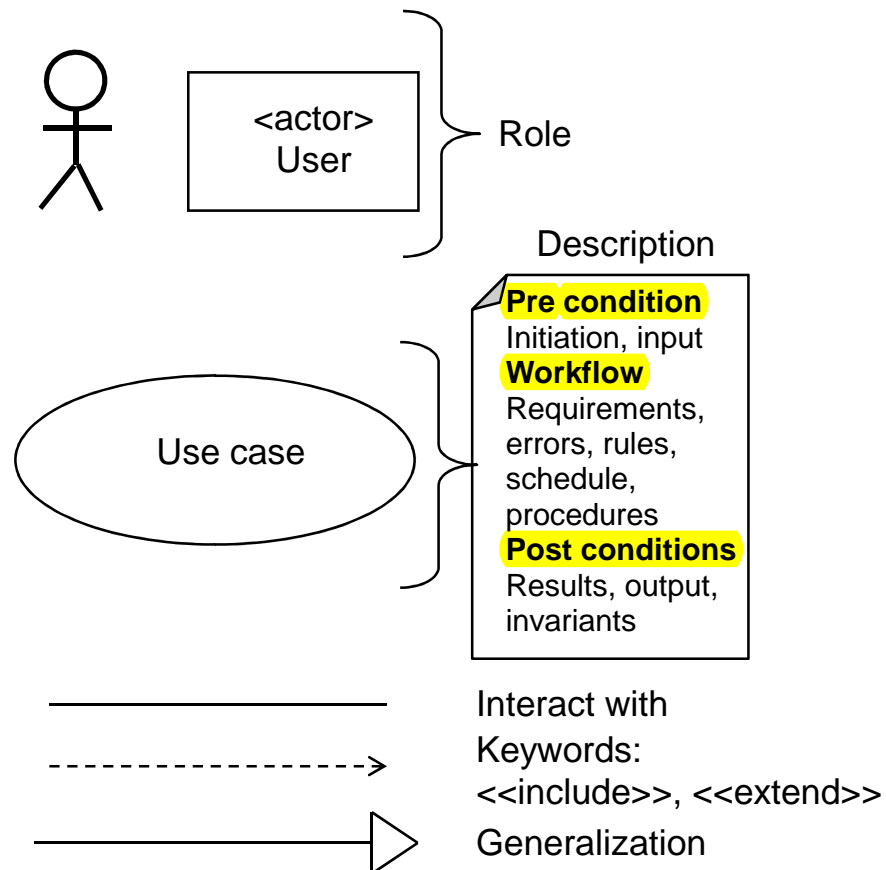 <actor>
User
Role
Description
Pre condition
Initiation, input
Workflow
Requirements,
errors, rules,
schedule,
procedures
Post conditions
Results, output,
invariants
Use case
Interact with
Keywords:
<<include>>, <<extend>>
Generalization